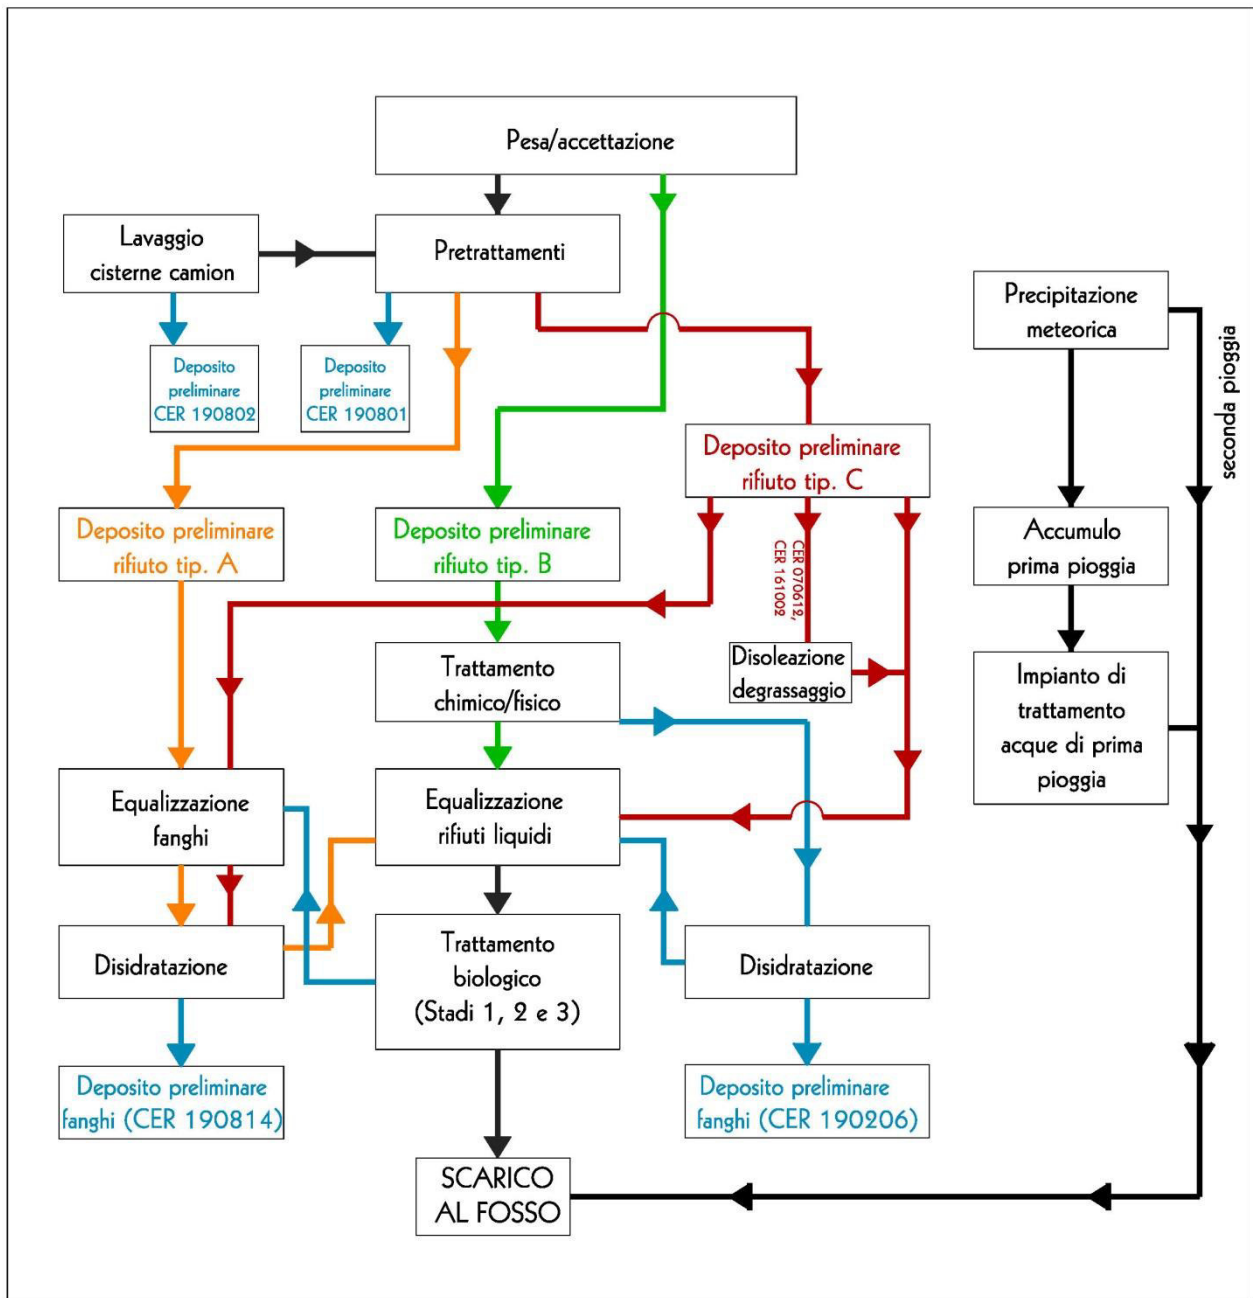 Pesa/accettazione
Lavaggio
cisterne camion
Pretrattamenti
Precipitazione
meteorica
seconda pioggia
Deposito
preliminare
CER 190802
Deposito
preliminare
CER 190801
Deposito preliminare
rifiuto tip. C
Deposito preliminare
rifiuto tip. A
Deposito preliminare
rifiuto tip. B
CER 070612,
CER 161002
Accumulo
prima pioggia
Trattamento
chimico/fisico
Disoleazione
degrassaggio
Impianto di
trattamento
acque di prima
pioggia
Equalizzazione
fanghi
Equalizzazione
rifiuti liquidi
Disidratazione
Trattamento
biologico
(Stadi 1, 2 e 3)
Disidratazione
Deposito preliminare
fanghi (CER 190814)
Deposito preliminare
fanghi (CER 190206)
SCARICO
AL FOSSO